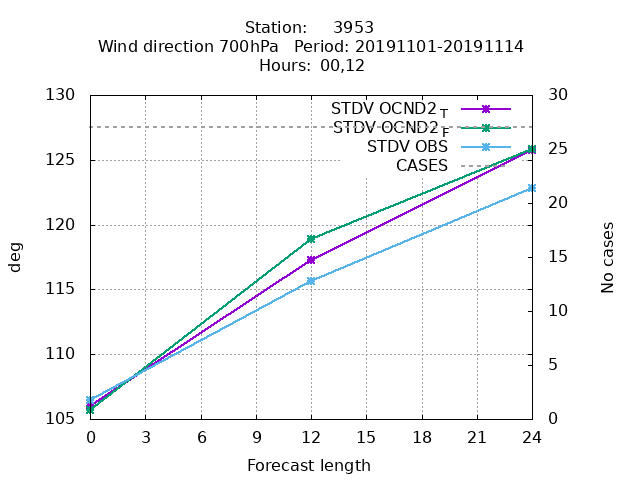 Station: 3953
Wind direction 700hPa Period: 20191101-20191114
Hours: 00,12
130
30
STDV OCND2 T
STDV OCND2 F
STDV OBS
CASES
125
25
120
20
115
15
110
10
5
105
0
deg
No cases
0 3 6 9 12 15 18 21 24
Forecast length